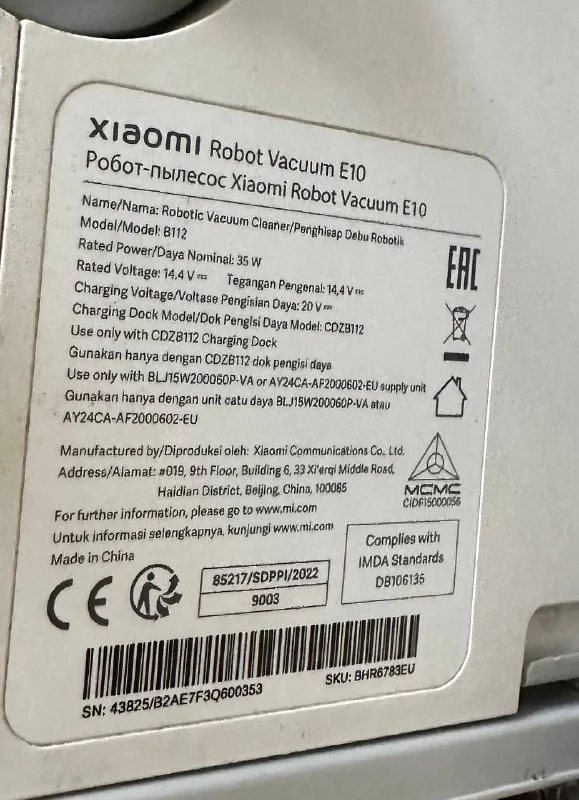 xiaomi Robot Vacuum E10
Робот-пылесос Xiaomi Robot Vacuum E10
Name/Nama: Robotic Vacuum Cleaner/Penghisap Debu Robotik
Model/Model: B112
Rated Power/Daya Nominal: 35 W
Rated Voltage: 14.4 V⎓ Tegangan Pengenal: 14,4 V⎓
Charging Voltage/Voltase Pengisian Daya: 20 V⎓
Charging Dock Model/Dok Pengisi Daya Model: CDZB112
Use only with CDZB112 Charging Dock
Gunakan hanya dengan CDZB112 dok pengisi daya
Use only with BLJ15W200060P-VA or AY24CA-AF2000602-EU supply unit
Gunakan hanya dengan unit catu daya BLJ15W200060P-VA atau
AY24CA-AF2000602-EU
EAC
Manufactured by/Diproduksi oleh: Xiaomi Communications Co., Ltd.
Address/Alamat: #019, 9th Floor, Building 6, 33 Xi'erqi Middle Road,
Haidian District, Beijing, China, 100085
MCMC
CIDF15000056
For further information, please go to www.mi.com
Untuk informasi selengkapnya, kunjungi www.mi.com
Made in China
CE
85217/SDPPI/2022
9003
Complies with
IMDA Standards
DB106135
SN: 43825/B2AE7F3Q600353
SKU: BHR6783EU